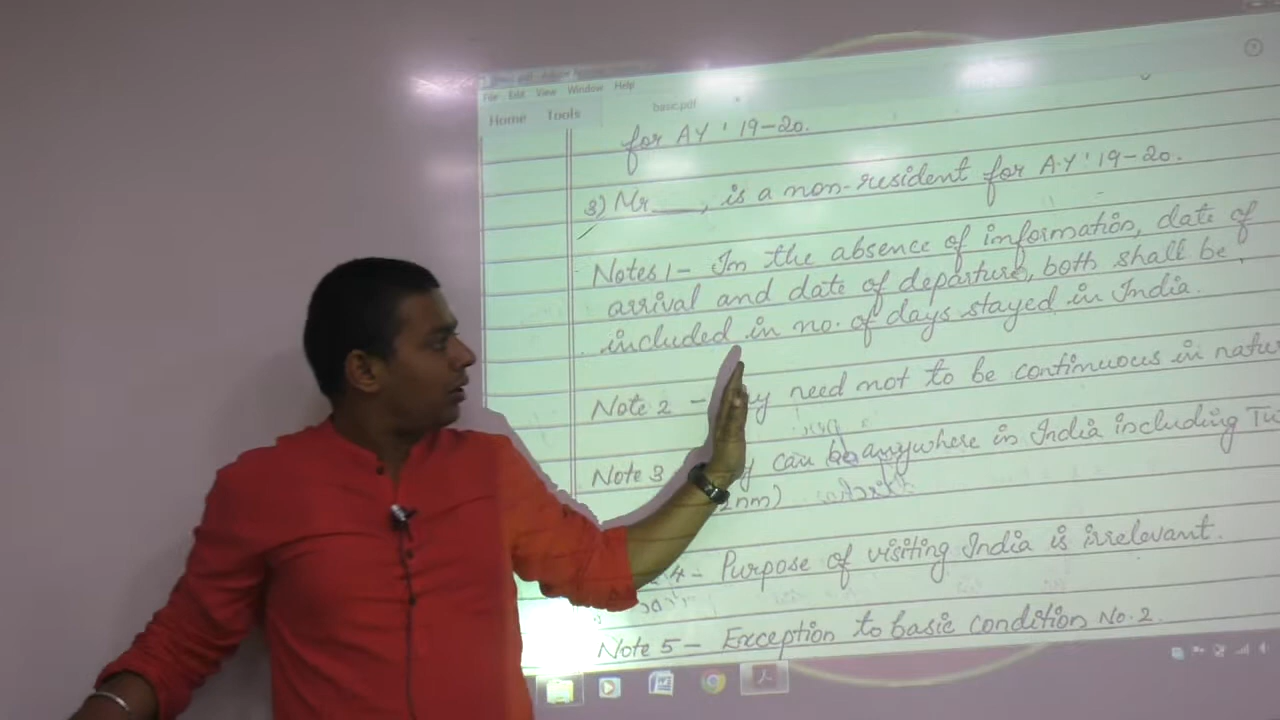 File Edit View Window Help
Home Tools
basic.pdf
for AY '19-20.
3) Mr ___, is a non-resident for A.Y.'19-20.
Notes 1 - In the absence of information, date of
arrival and date of departure, both shall be
included in no. of days stayed in India.
Note 2 - need not to be continuous in natu
Note 3 can be anywhere in India including
2nm)
4 - Purpose of visiting India is irrelevant.
Note 5 - Exception to basic condition No. 2.